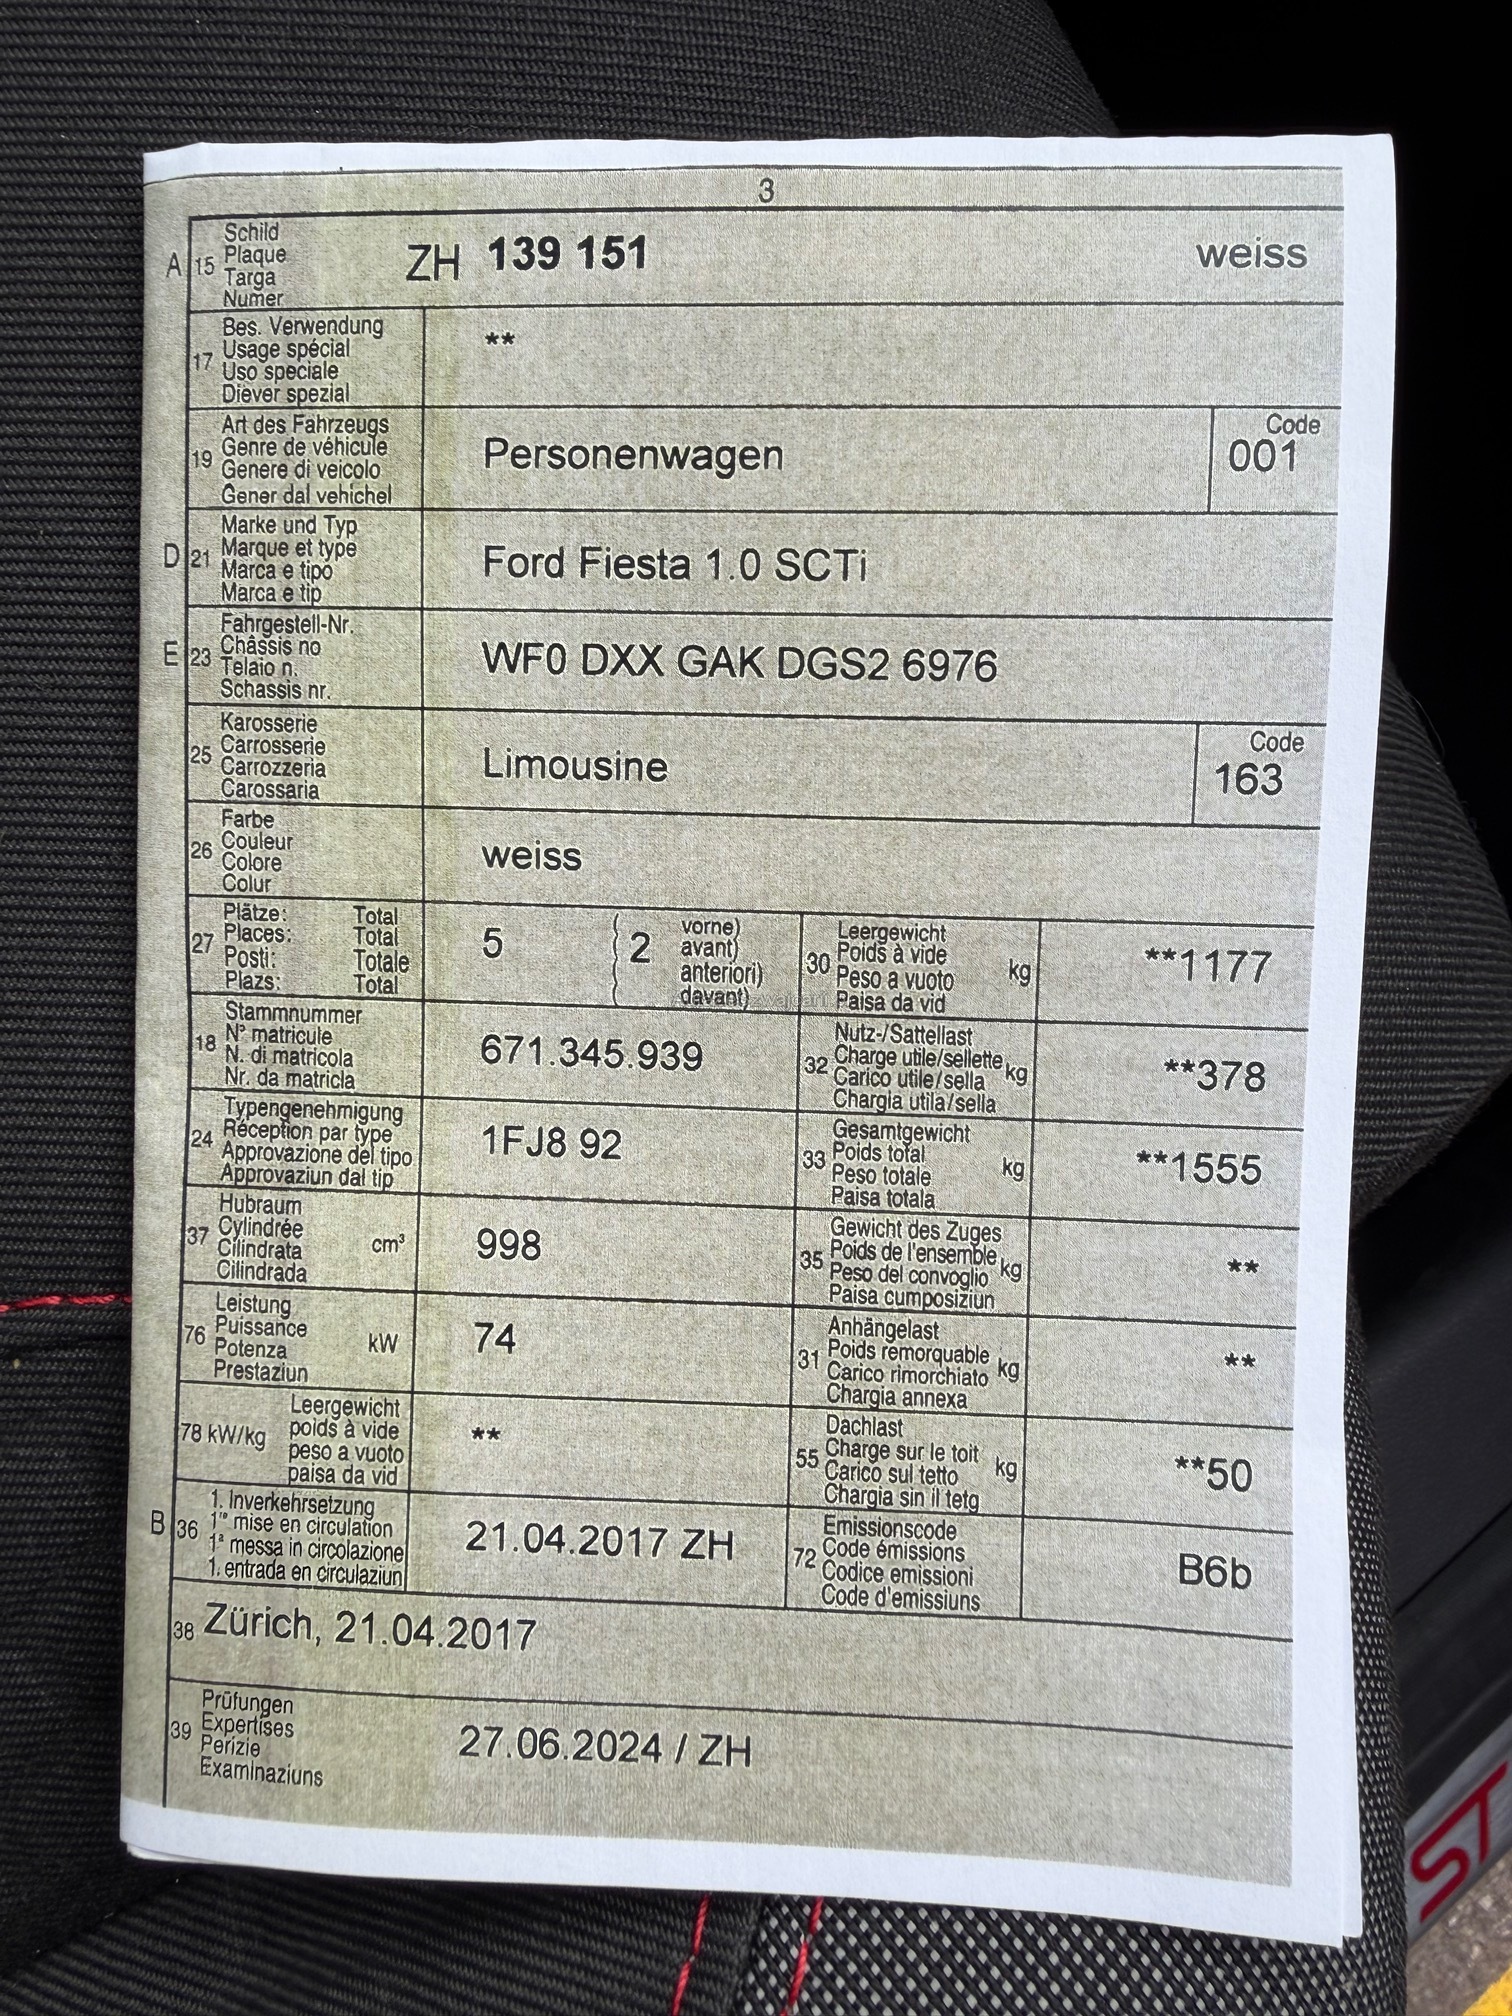 3
A 15 Schild
Plaque
Targa
Numer
ZH 139 151 weiss
17 Bes. Verwendung
Usage spécial
Uso speciale
Diever spezial
**
19 Art des Fahrzeugs
Genre de véhicule
Genere di veicolo
Gener dal vehichel
Personenwagen
Code
001
D 21 Marke und Typ
Marque et type
Marca e tipo
Marca e tip
Ford Fiesta 1.0 SCTi
E 23 Fahrgestell-Nr.
Châssis no
Telaio n.
Schassis nr.
WF0 DXX GAK DGS2 6976
25 Karosserie
Carrosserie
Carrozzeria
Carossaria
Limousine
Code
163
26 Farbe
Couleur
Colore
Colur
weiss
27 Plätze: Total
Places: Total
Posti: Totale
Plazs: Total
5 ( 2 vorne)
( avant)
( anteriori)
( davant)
30 Leergewicht
Poids à vide
Peso a vuoto kg
Paisa da vid
**1177
18 Stammnummer
N° matricule
N. di matricola
Nr. da matricla
671.345.939
32 Nutz-/Sattellast
Charge utile/sellette kg
Carico utile/sella
Chargia utila/sella
**378
24 Typengenehmigung
Réception par type
Approvazione del tipo
Approvaziun dal tip
1FJ8 92
33 Gesamtgewicht
Poids total
Peso totale kg
Paisa totala
**1555
37 Hubraum
Cylindrée
Cilindrata cm³
Cilindrada
998
35 Gewicht des Zuges
Poids de l'ensemble kg
Peso del convoglio
Paisa cumposiziun
**
76 Leistung
Puissance
Potenza kW
Prestaziun
74
31 Anhängelast
Poids remorquable kg
Carico rimorchiato
Chargia annexa
**
78 kW/kg Leergewicht
poids à vide
peso a vuoto
paisa da vid
**
55 Dachlast
Charge sur le toit kg
Carico sul tetto
Chargia sin il tetg
**50
B 36 1. Inverkehrsetzung
1re mise en circulation
1a messa in circolazione
1. entrada en circulaziun
21.04.2017 ZH
72 Emissionscode
Code émissions
Codice emissioni
Code d'emissiuns
B6b
38 Zürich, 21.04.2017
39 Prüfungen
Expertises
Perizie
Examinaziuns
27.06.2024 / ZH
ST